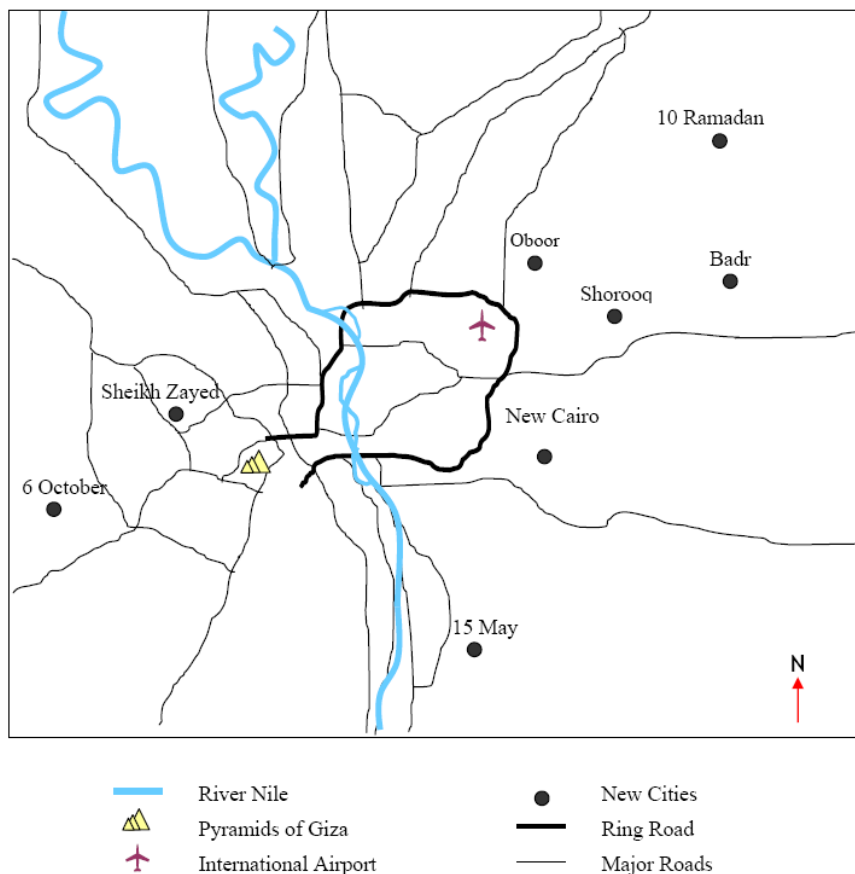 10 Ramadan
Oboor
Badr
Shorooq
Sheikh Zayed
New Cairo
6 October
15 May
N
River Nile
New Cities
Pyramids of Giza
Ring Road
International Airport
Major Roads